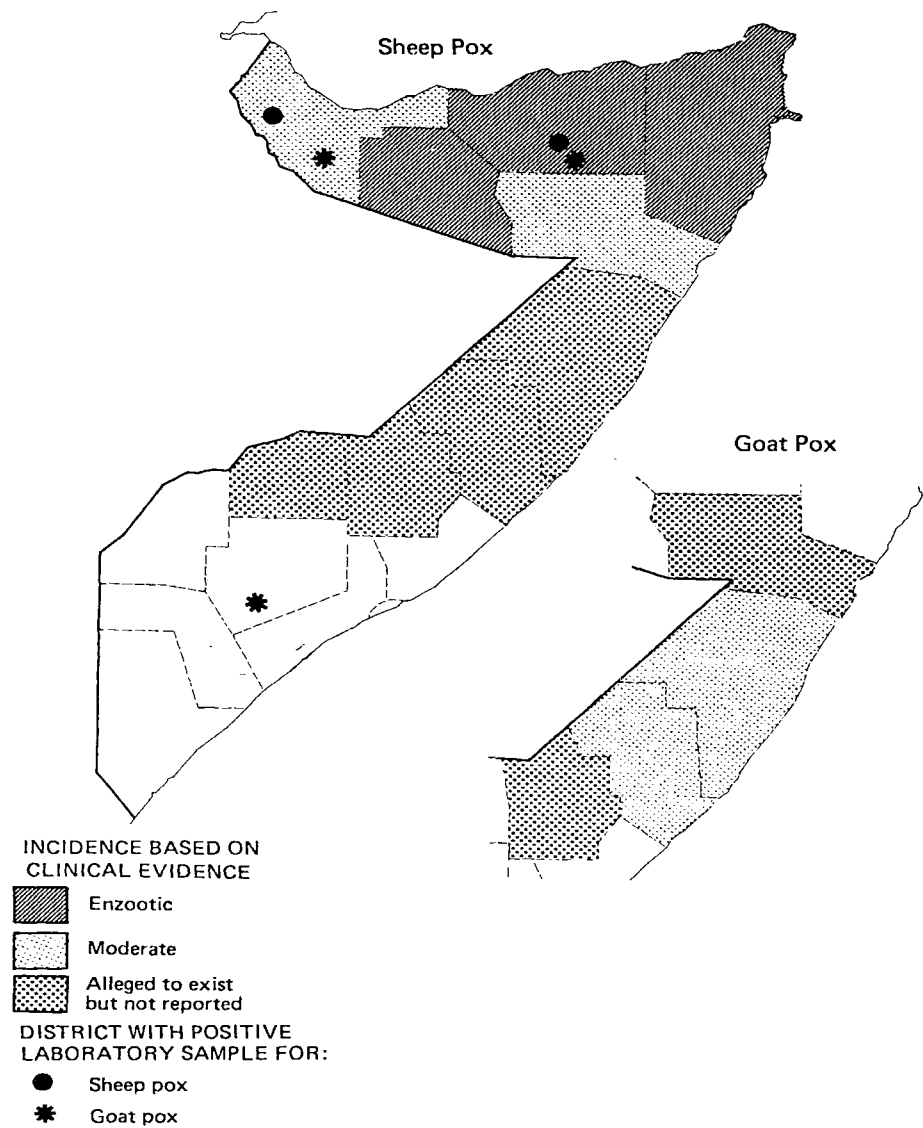 Sheep Pox
Goat Pox
INCIDENCE BASED ON
CLINICAL EVIDENCE
Enzootic
Moderate
Alleged to exist
but not reported
DISTRICT WITH POSITIVE
LABORATORY SAMPLE FOR:
Sheep pox
Goat pox